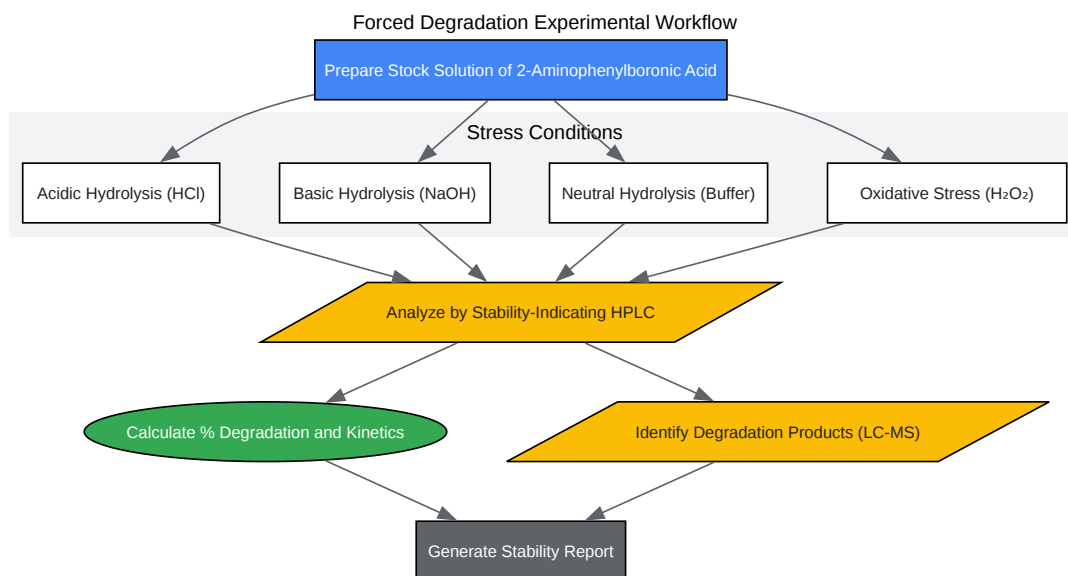 Forced Degradation Experimental Workflow
Prepare Stock Solution of 2-Aminophenylboronic Acid
Stress Conditions
Acidic Hydrolysis (HCl)
Basic Hydrolysis (NaOH)
Neutral Hydrolysis (Buffer)
Oxidative Stress (H₂O₂)
Analyze by Stability-Indicating HPLC
Calculate % Degradation and Kinetics
Identify Degradation Products (LC-MS)
Generate Stability Report